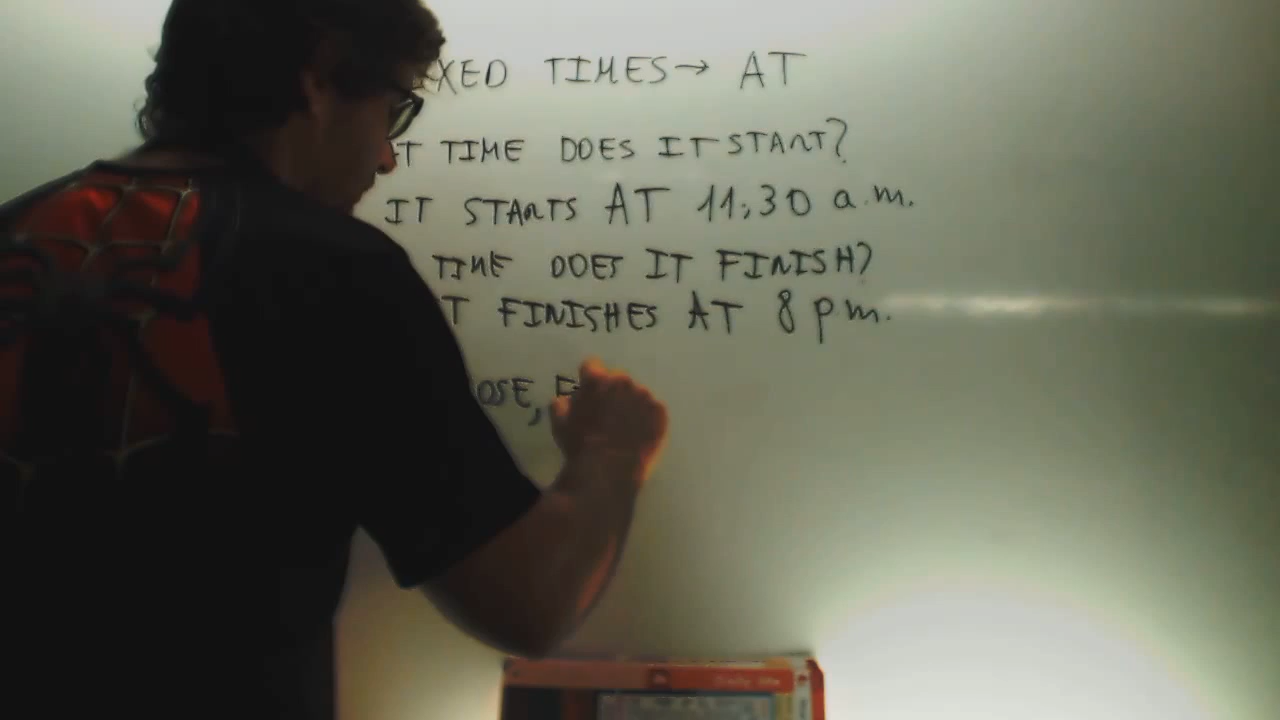 XED TIMES → AT
T TIME DOES IT START?
IT STARTS AT 11:30 a.m.
TIME DOES IT FINISH?
T FINISHES AT 8 pm.
OSE,